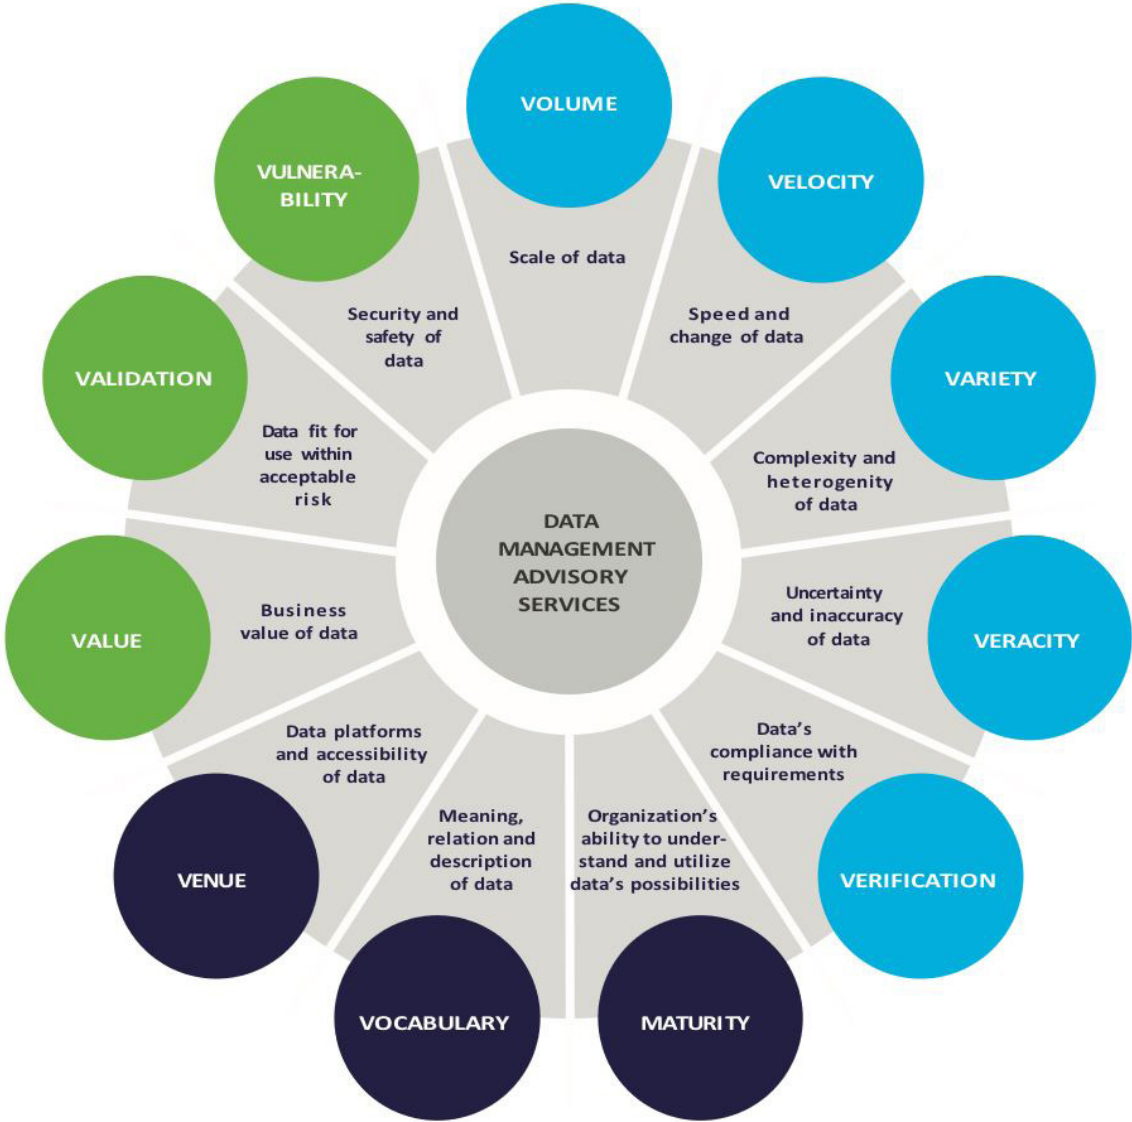 VOLUME
Scale of data
VELOCITY
Speed and
change of data
VARIETY
Complexity and
heterogenity
of data
VERACITY
Uncertainty
and inaccuracy
of data
VERIFICATION
Data’s
compliance with
requirements
MATURITY
Organization’s
ability to under-
stand and utilize
data’s possibilities
VOCABULARY
Meaning,
relation and
description
of data
VENUE
Data platforms
and accessibility
of data
VALUE
Business
value of data
VALIDATION
Data fit for
use within
acceptable
risk
VULNERA-
BILITY
Security and
safety of
data
DATA
MANAGEMENT
ADVISORY
SERVICES